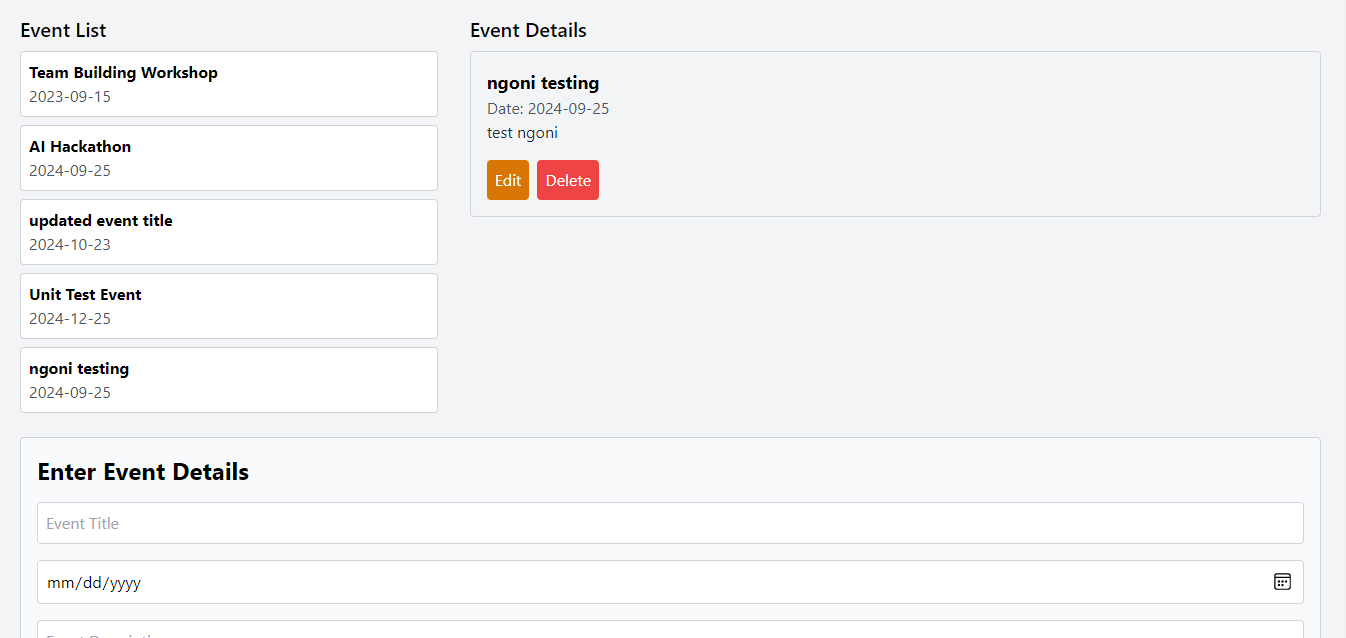 Event List
Team Building Workshop
2023-09-15
AI Hackathon
2024-09-25
updated event title
2024-10-23
Unit Test Event
2024-12-25
ngoni testing
2024-09-25
Event Details
ngoni testing
Date: 2024-09-25
test ngoni
Edit Delete
Enter Event Details
Event Title
mm/dd/yyyy